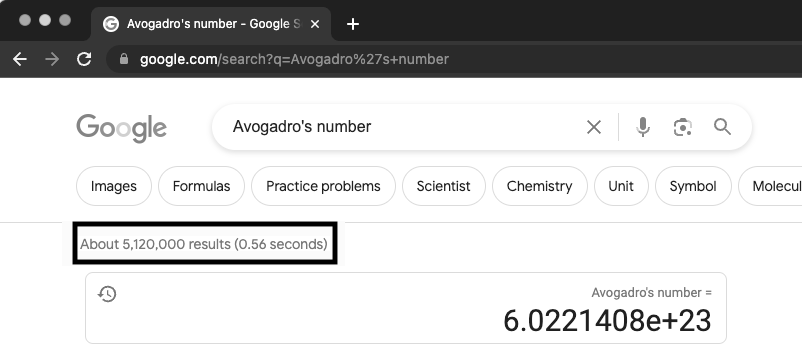 Avogadro's number - Google S
google.com/search?q=Avogadro%27s+number
Google
Avogadro's number
Images Formulas Practice problems Scientist Chemistry Unit Symbol Molecul
About 5,120,000 results (0.56 seconds)
Avogadro's number =
6.0221408e+23